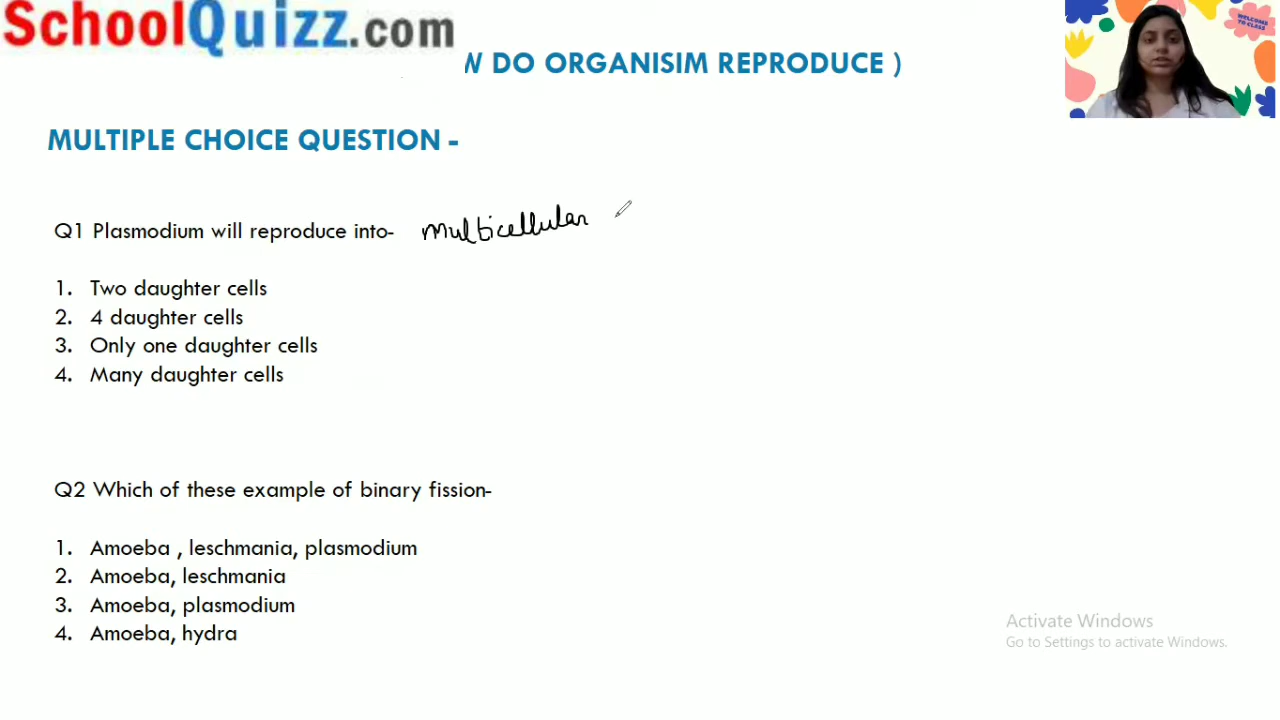 SchoolQuizz.com
W DO ORGANISIM REPRODUCE )
WELCOME
TO CLASS
MULTIPLE CHOICE QUESTION -
Q1 Plasmodium will reproduce into- Multicellular
1. Two daughter cells
2. 4 daughter cells
3. Only one daughter cells
4. Many daughter cells
Q2 Which of these example of binary fission-
1. Amoeba , leschmania, plasmodium
2. Amoeba, leschmania
3. Amoeba, plasmodium
4. Amoeba, hydra
Activate Windows
Go to Settings to activate Windows.